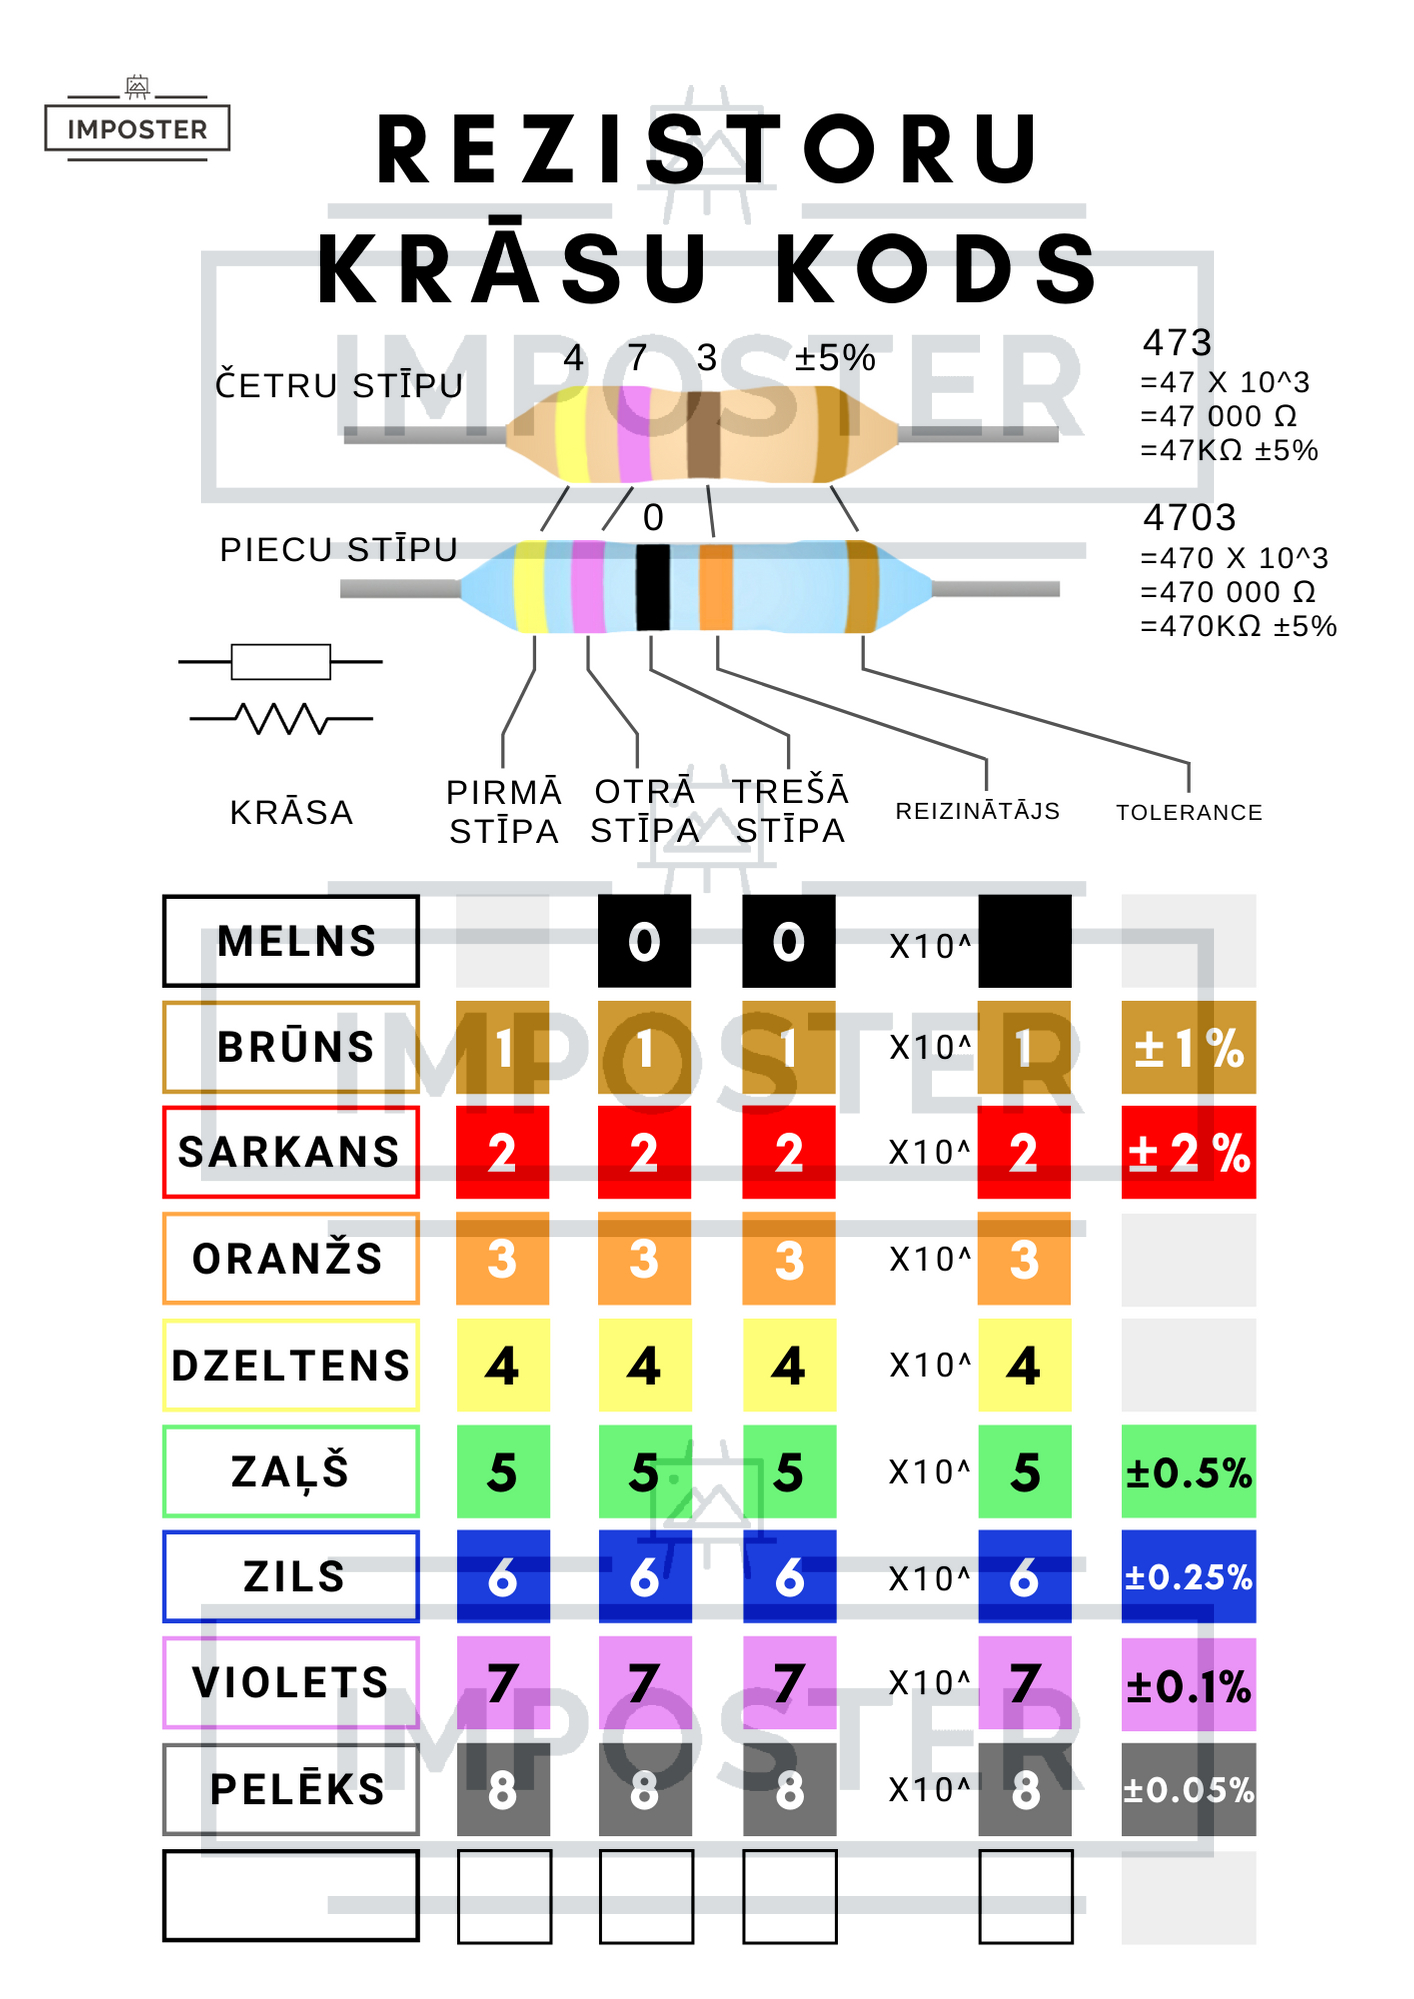 IMPOSTER
REZISTORU
KRĀSU KODS
IMPOSTER
4 7 3 ±5%
ČETRU STĪPU
473
=47 X 10^3
=47 000 Ω
=47KΩ ±5%
0
PIECU STĪPU
4703
=470 X 10^3
=470 000 Ω
=470KΩ ±5%
KRĀSA
PIRMĀ
STĪPA
OTRĀ
STĪPA
TREŠĀ
STĪPA
REIZINĀTĀJS
TOLERANCE
MELNS 0 0 X10^
IMPOSTER
BRŪNS 1 1 1 X10^ 1 ±1%
SARKANS 2 2 2 X10^ 2 ±2%
ORANŽS 3 3 3 X10^ 3
DZELTENS 4 4 4 X10^ 4
ZAĻŠ 5 5 5 X10^ 5 ±0.5%
ZILS 6 6 6 X10^ 6 ±0.25%
VIOLETS 7 7 7 X10^ 7 ±0.1%
IMPOSTER
PELĒKS 8 8 8 X10^ 8 ±0.05%